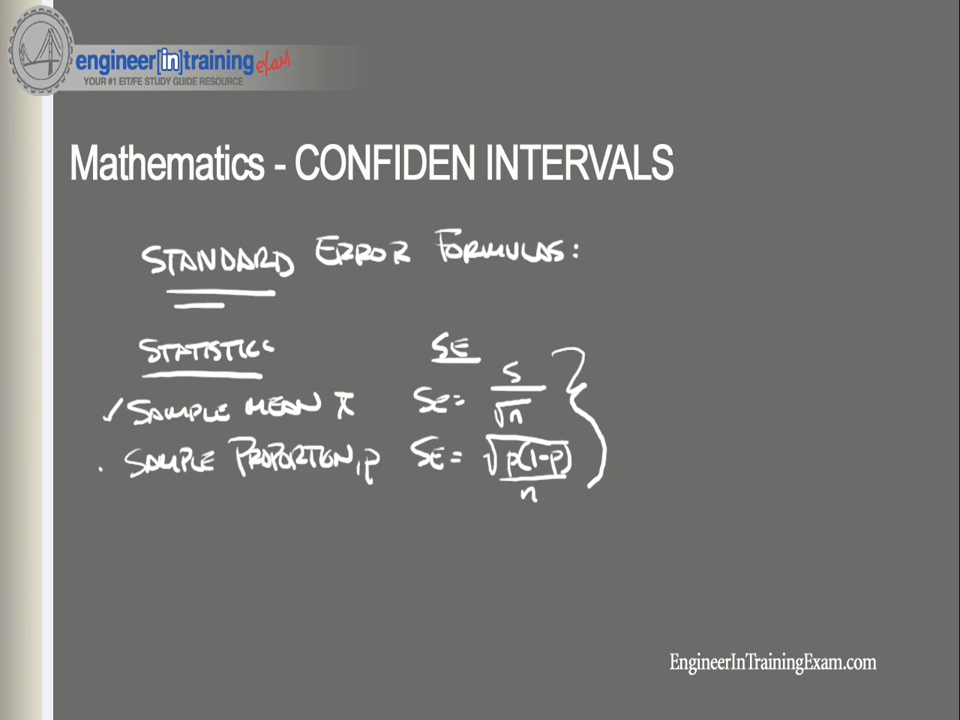 engineer[in]training exam
YOUR #1 EIT/FE STUDY GUIDE RESOURCE
Mathematics - CONFIDEN INTERVALS
STANDARD ERROR FORMULAS:
STATISTICS SE
✓ SAMPLE MEAN x̄ SE = s/√n
· SAMPLE PROPORTION, p SE = √p(1-p)/n
EngineerInTrainingExam.com